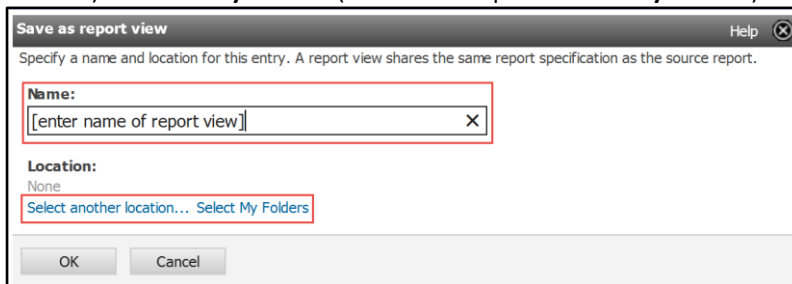 Save as report view Help
Specify a name and location for this entry. A report view shares the same report specification as the source report.
Name:
[enter name of report view]
Location:
None
Select another location... Select My Folders
OK Cancel